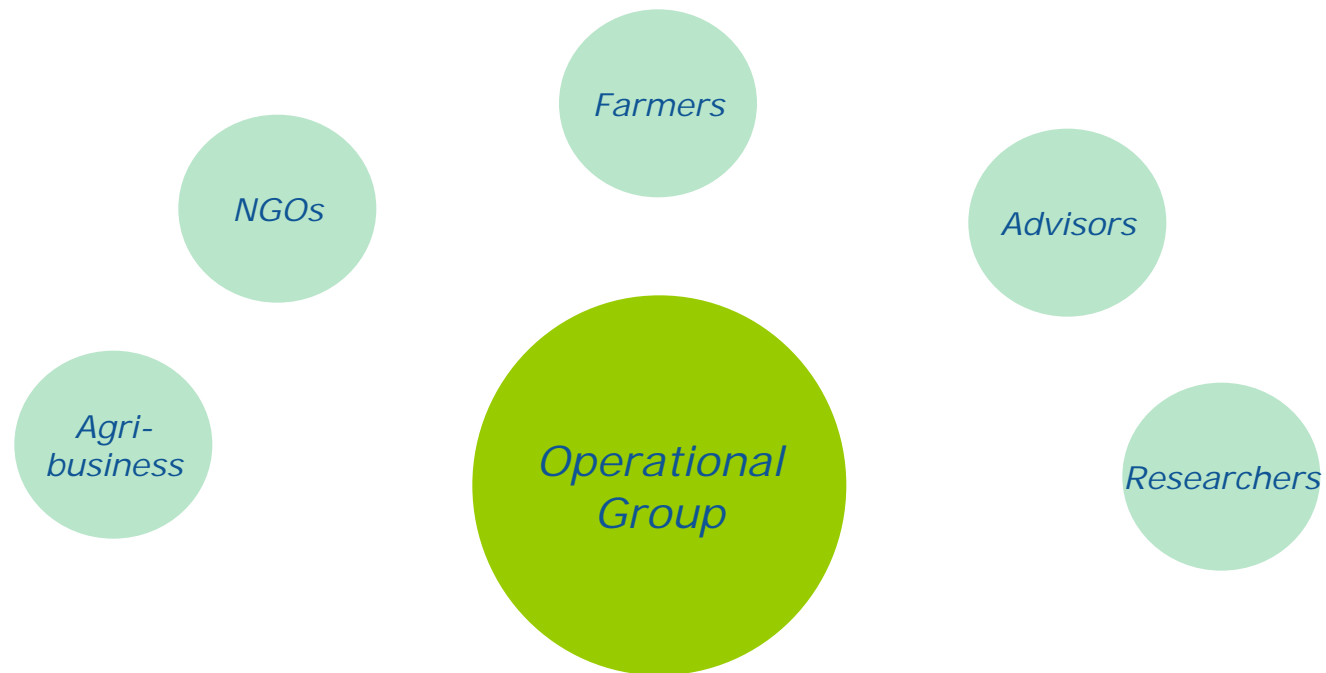 Farmers
NGOs
Advisors
Agri-
business
Operational
Group
Researchers